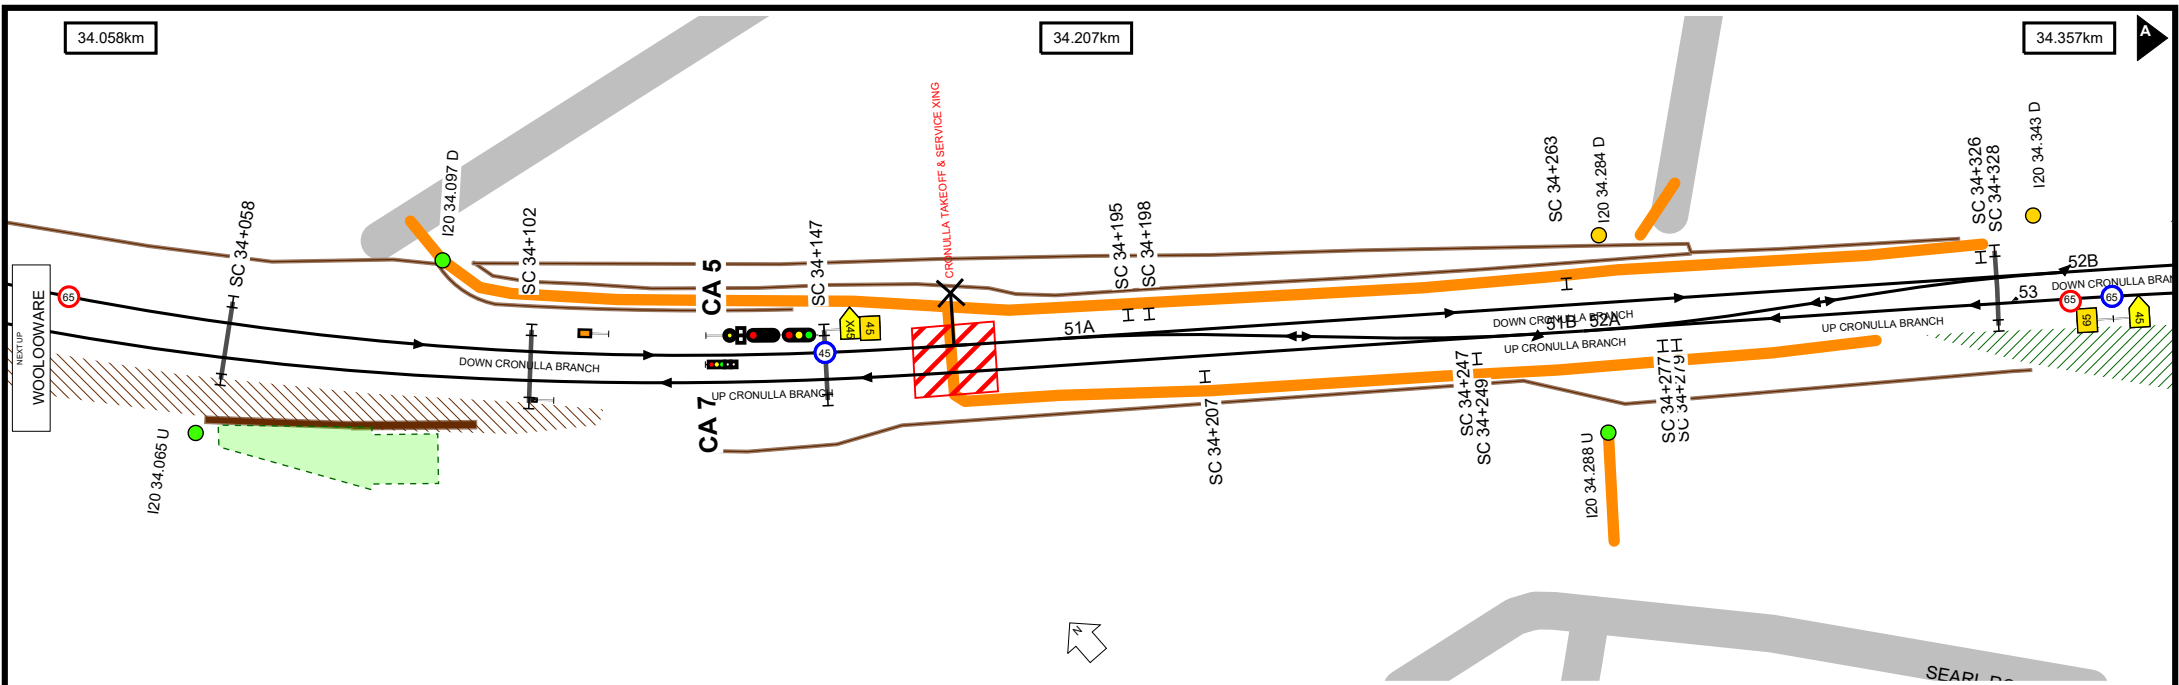 34.058km
34.207km
34.357km
A
CRONULLA TAKEOFF & SERVICE XING
I20 34.097 D
SC 34+058
SC 34+102
CA 5
SC 34+147
SC 34+195
SC 34+198
SC 34+263
I20 34.284 D
SC 34+326
SC 34+328
I20 34.343 D
NEXT UP
WOOLOOWARE
65
X45
45
45
51A
51B
52A
52B
53
65
65
65
45
DOWN CRONULLA BRANCH
UP CRONULLA BRANCH
DOWN CRONULLA BRANCH
UP CRONULLA BRANCH
UP CRONULLA BRANCH
DOWN CRONULLA BRAN
CA 7
I20 34.065 U
SC 34+207
SC 34+247
SC 34+249
I20 34.288 U
SC 34+277
SC 34+279
N